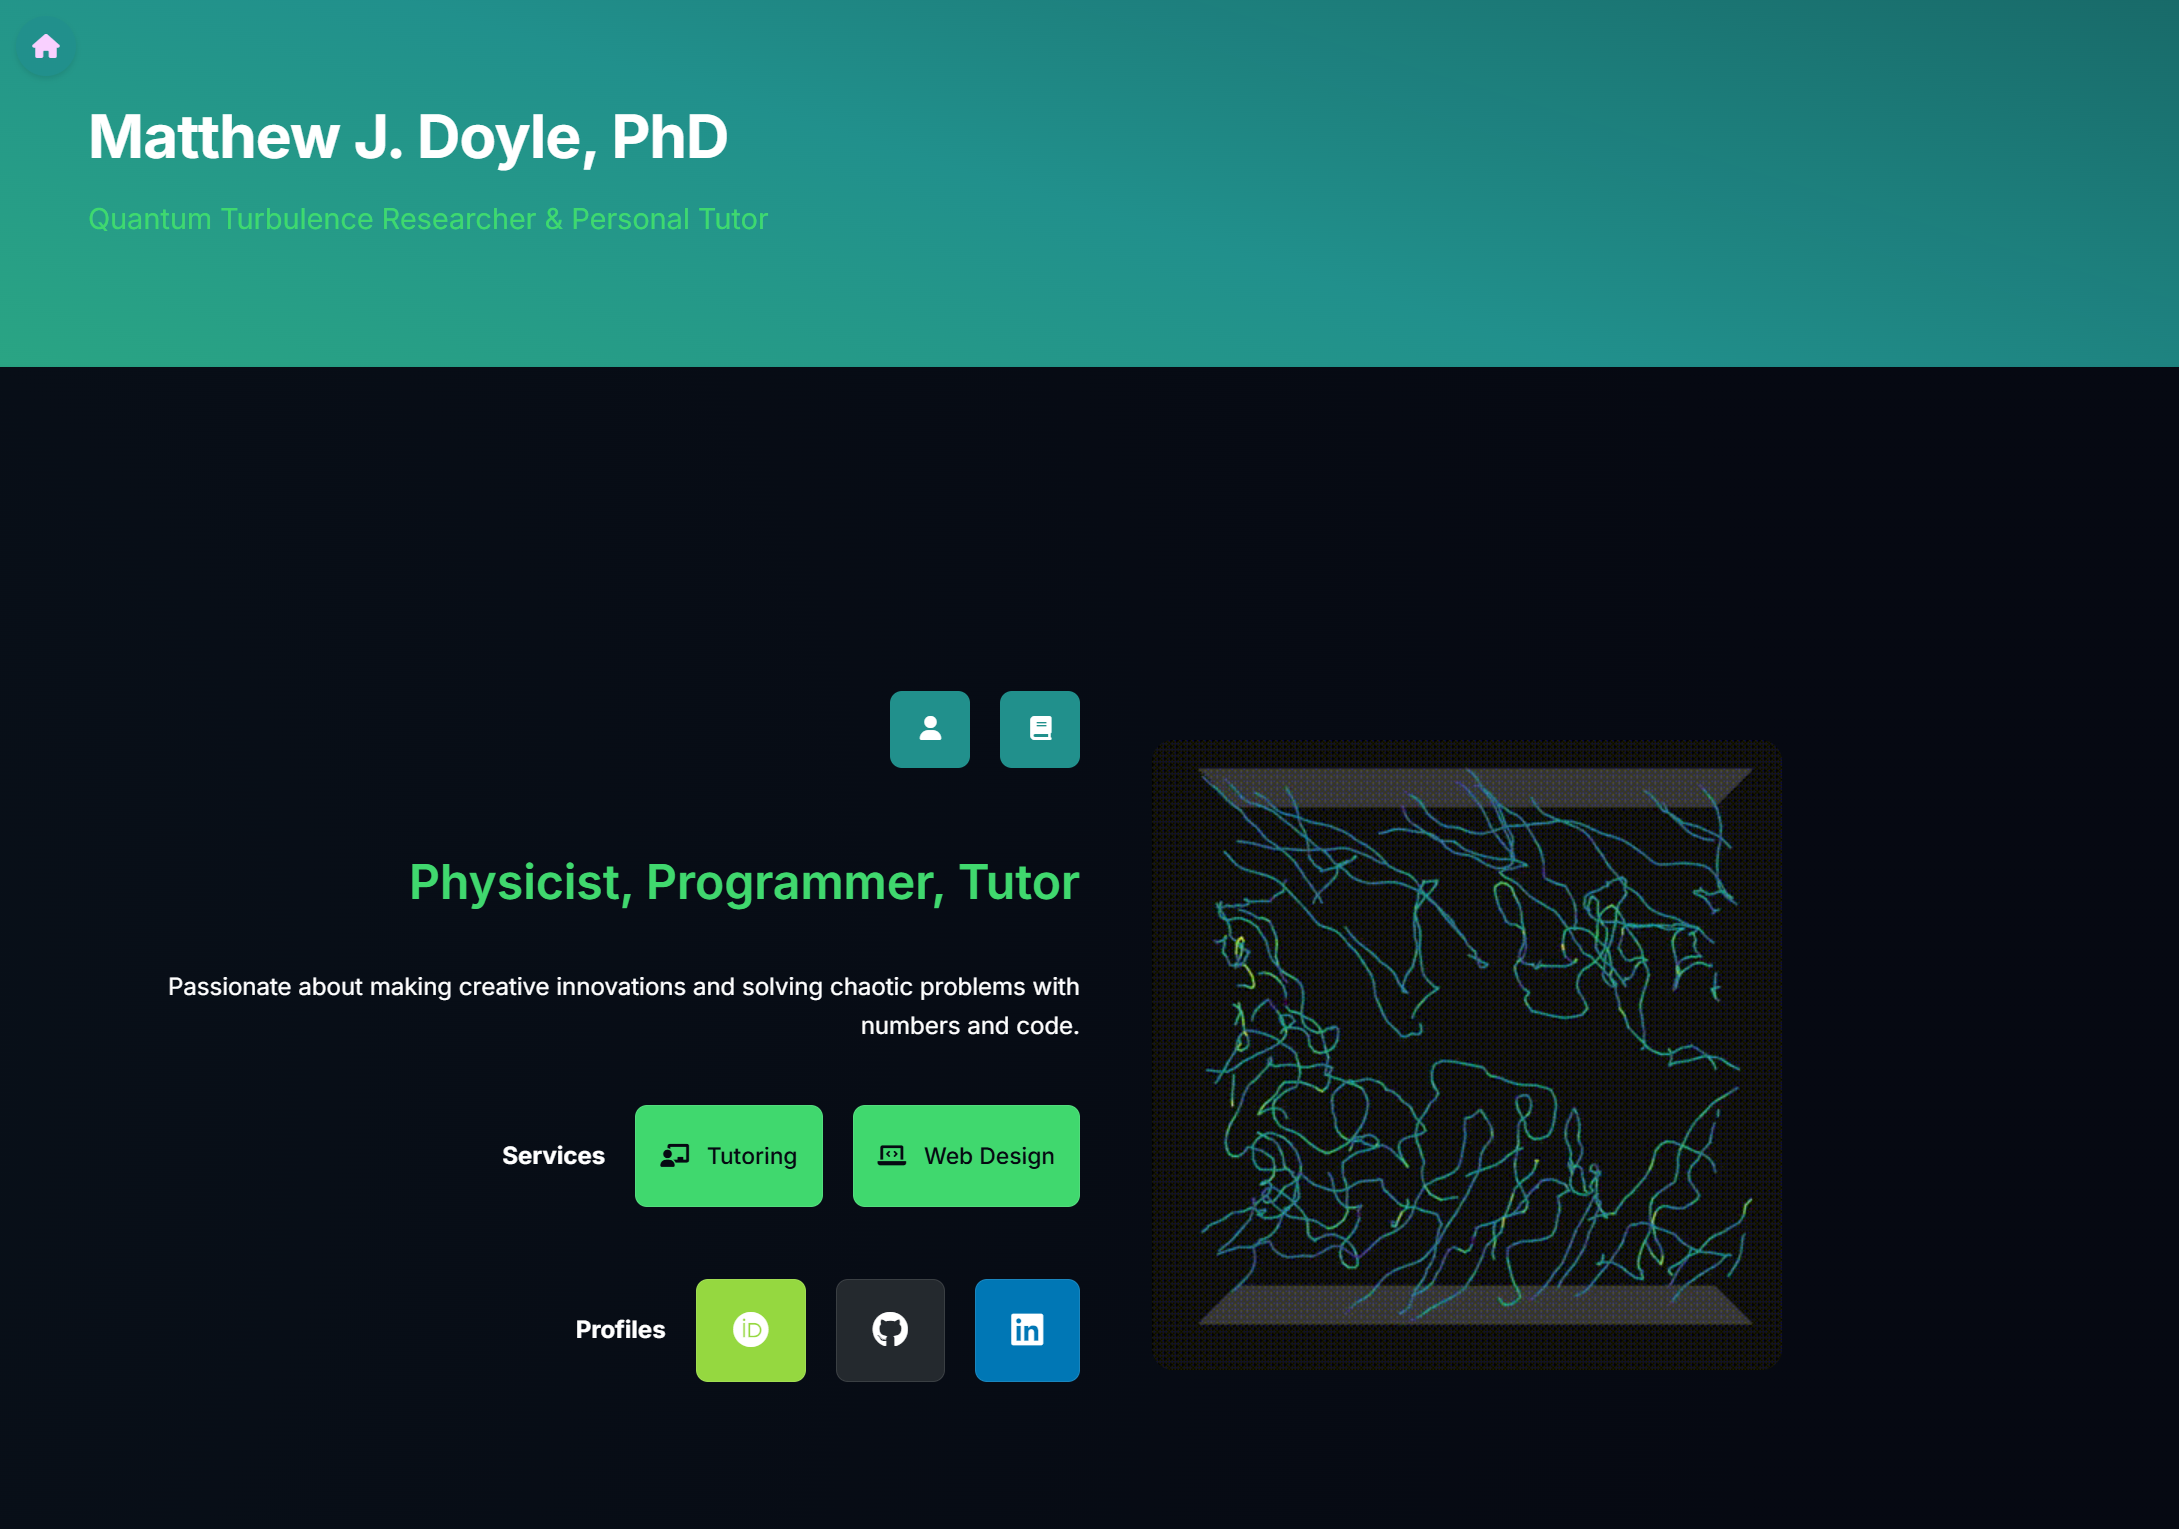 Matthew J. Doyle, PhD
Quantum Turbulence Researcher & Personal Tutor
Physicist, Programmer, Tutor
Passionate about making creative innovations and solving chaotic problems with
numbers and code.
Services
Tutoring
Web Design
Profiles
iD
in